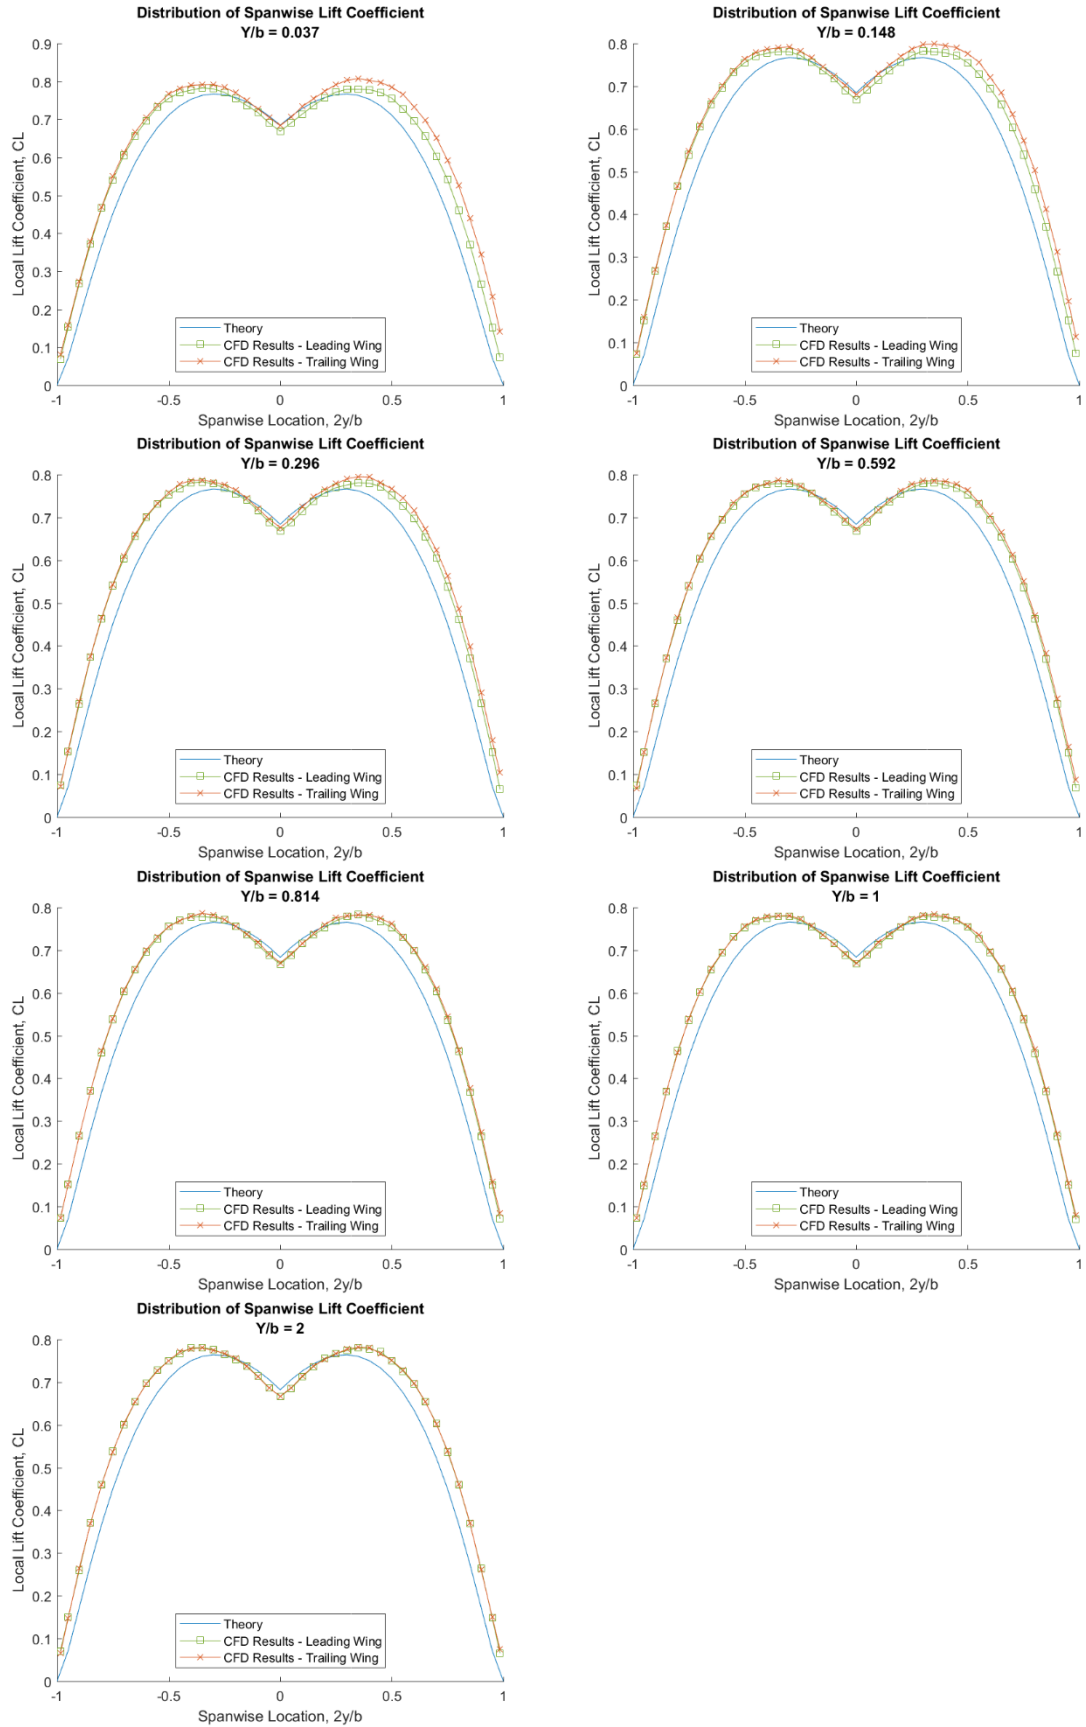 Distribution of Spanwise Lift Coefficient
Y/b = 0.037
0.9
0.8
0.7
0.6
0.5
0.4
0.3
0.2
0.1
0
Local Lift Coefficient, CL
Theory
CFD Results - Leading Wing
CFD Results - Trailing Wing
-1
-0.5
0
0.5
1
Spanwise Location, 2y/b
Distribution of Spanwise Lift Coefficient
Y/b = 0.148
0.8
0.7
0.6
0.5
0.4
0.3
0.2
0.1
0
Local Lift Coefficient, CL
Theory
CFD Results - Leading Wing
CFD Results - Trailing Wing
-1
-0.5
0
0.5
1
Spanwise Location, 2y/b
Distribution of Spanwise Lift Coefficient
Y/b = 0.296
0.8
0.7
0.6
0.5
0.4
0.3
0.2
0.1
0
Local Lift Coefficient, CL
Theory
CFD Results - Leading Wing
CFD Results - Trailing Wing
-1
-0.5
0
0.5
1
Spanwise Location, 2y/b
Distribution of Spanwise Lift Coefficient
Y/b = 0.592
0.8
0.7
0.6
0.5
0.4
0.3
0.2
0.1
0
Local Lift Coefficient, CL
Theory
CFD Results - Leading Wing
CFD Results - Trailing Wing
-1
-0.5
0
0.5
1
Spanwise Location, 2y/b
Distribution of Spanwise Lift Coefficient
Y/b = 0.814
0.8
0.7
0.6
0.5
0.4
0.3
0.2
0.1
0
Local Lift Coefficient, CL
Theory
CFD Results - Leading Wing
CFD Results - Trailing Wing
-1
-0.5
0
0.5
1
Spanwise Location, 2y/b
Distribution of Spanwise Lift Coefficient
Y/b = 1
0.8
0.7
0.6
0.5
0.4
0.3
0.2
0.1
0
Local Lift Coefficient, CL
Theory
CFD Results - Leading Wing
CFD Results - Trailing Wing
-1
-0.5
0
0.5
1
Spanwise Location, 2y/b
Distribution of Spanwise Lift Coefficient
Y/b = 2
0.8
0.7
0.6
0.5
0.4
0.3
0.2
0.1
0
Local Lift Coefficient, CL
Theory
CFD Results - Leading Wing
CFD Results - Trailing Wing
-1
-0.5
0
0.5
1
Spanwise Location, 2y/b